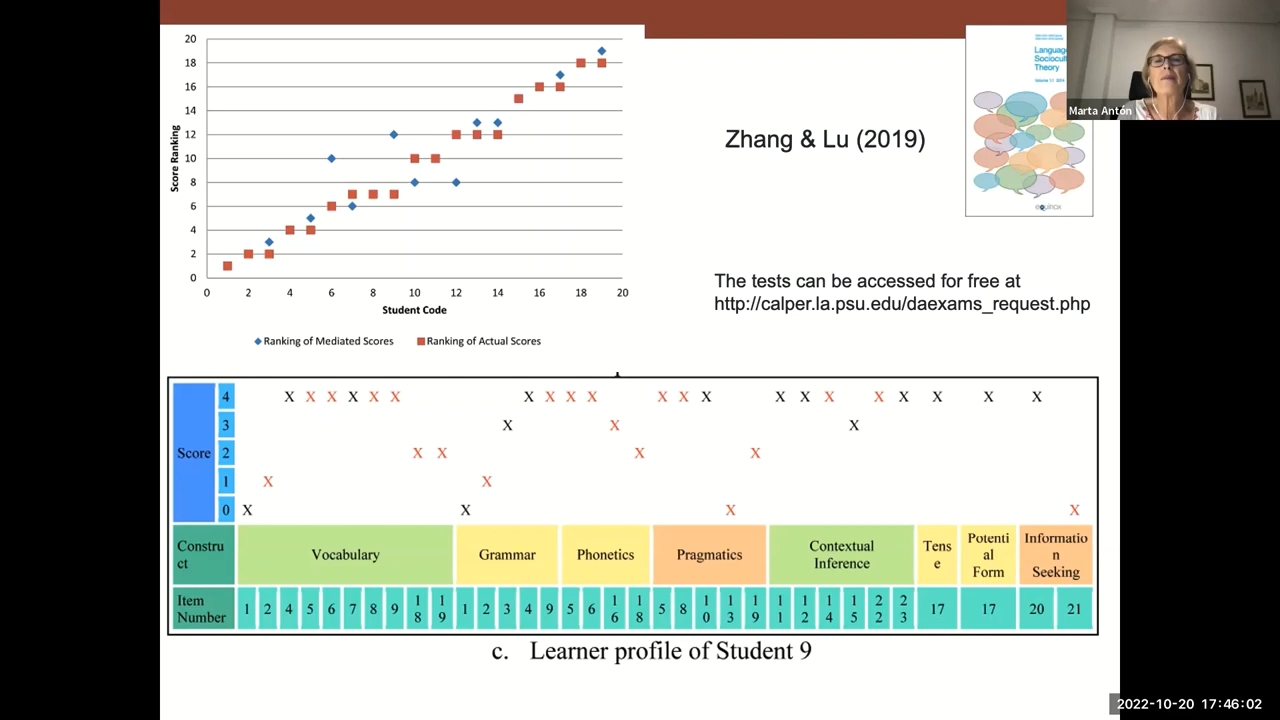 20
18
16
14
12
10
8
6
4
2
0
Score Ranking
0 2 4 6 8 10 12 14 16 18 20
Student Code
Ranking of Mediated Scores Ranking of Actual Scores
Zhang & Lu (2019)
Language
Sociocul
Theory
equinox
Marta Antón
The tests can be accessed for free at
http://calper.la.psu.edu/daexams_request.php
Score
4 X X X X X X X X X X X X X X X X X X X X X
3 X X X
2 X X X X
1 X X
0 X X X X
Constru
ct
Vocabulary
Grammar
Phonetics
Pragmatics
Contextual
Inference
Tens
e
Potenti
al
Form
Informatio
n
Seeking
Item
Number
1 2 4 5 6 7 8 9 18 19 1 2 3 4 9 5 6 16 18 5 8 10 13 19 11 12 14 15 22 23 17 17 20 21
c. Learner profile of Student 9
2022-10-20 17:46:02